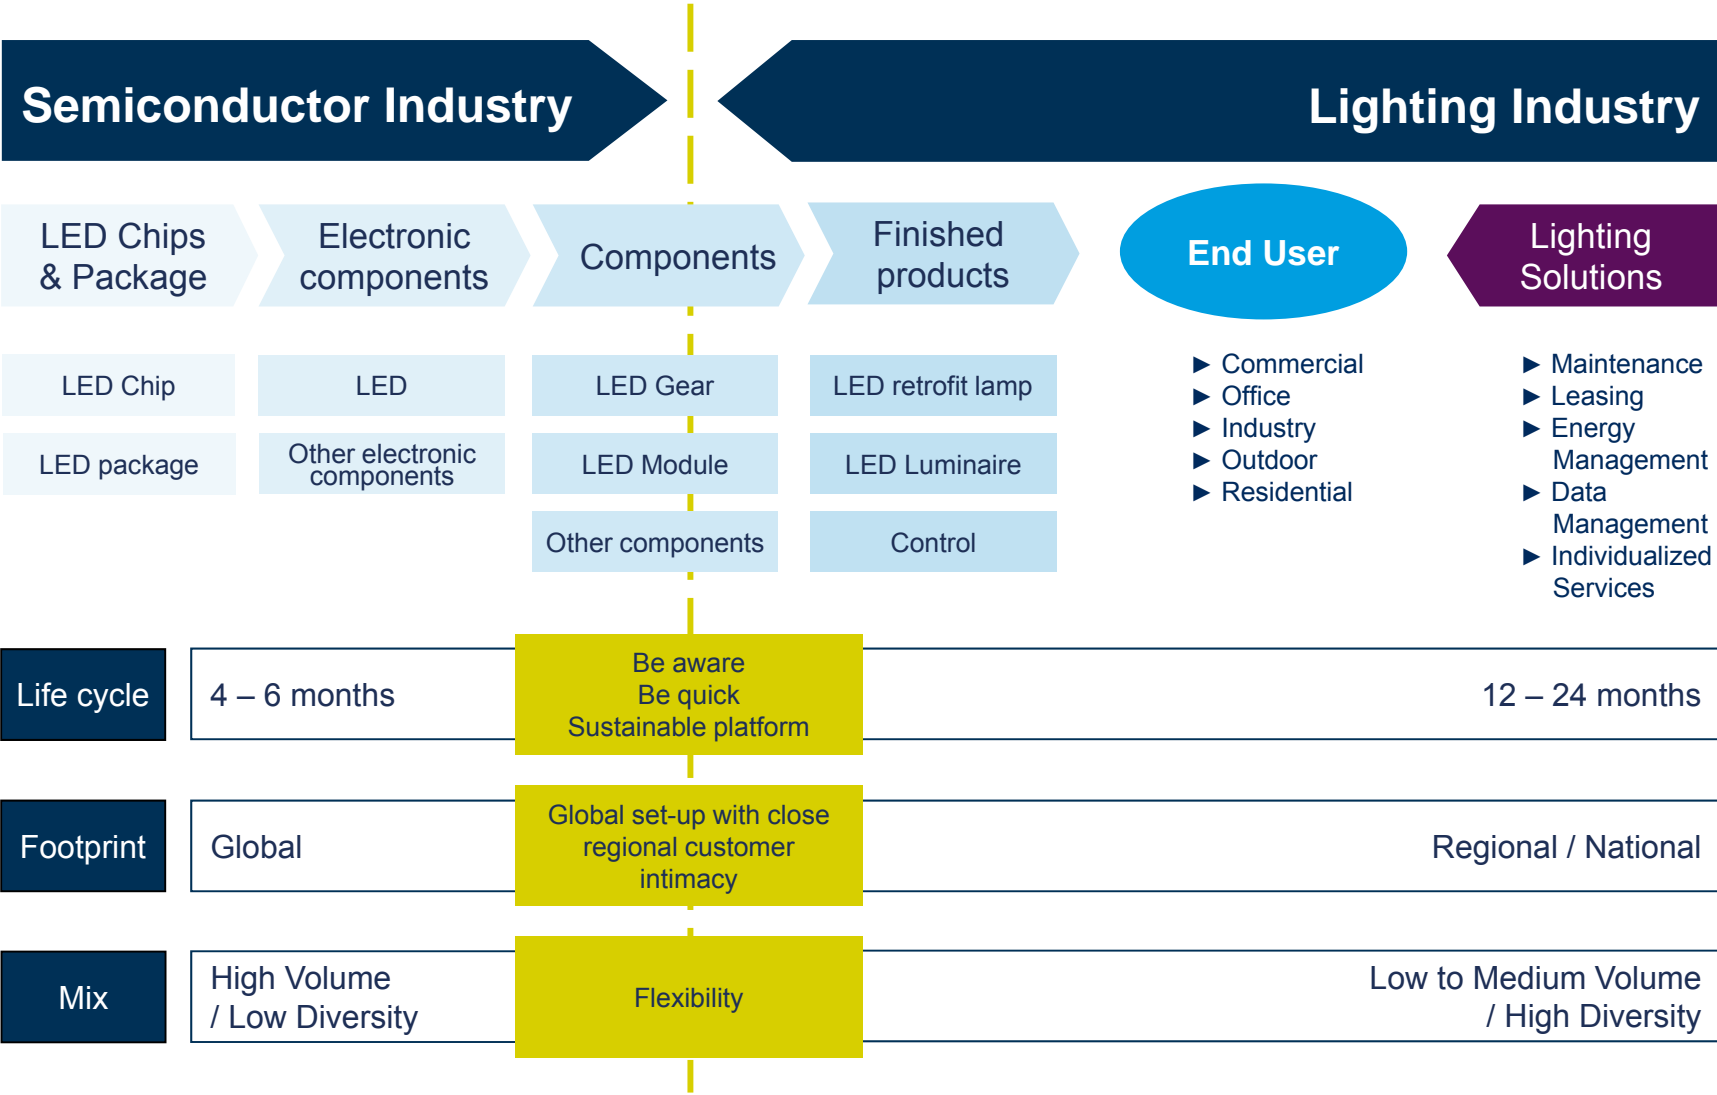 Semiconductor Industry
Lighting Industry
LED Chips
& Package
Electronic
components
Components
Finished
products
End User
Lighting
Solutions
LED Chip
LED package
LED
Other electronic
components
LED Gear
LED Module
Other components
LED retrofit lamp
LED Luminaire
Control
► Commercial
► Office
► Industry
► Outdoor
► Residential
► Maintenance
► Leasing
► Energy
Management
► Data
Management
► Individualized
Services
Life cycle
4 – 6 months
Be aware
Be quick
Sustainable platform
12 – 24 months
Footprint
Global
Global set-up with close
regional customer
intimacy
Regional / National
Mix
High Volume
/ Low Diversity
Flexibility
Low to Medium Volume
/ High Diversity